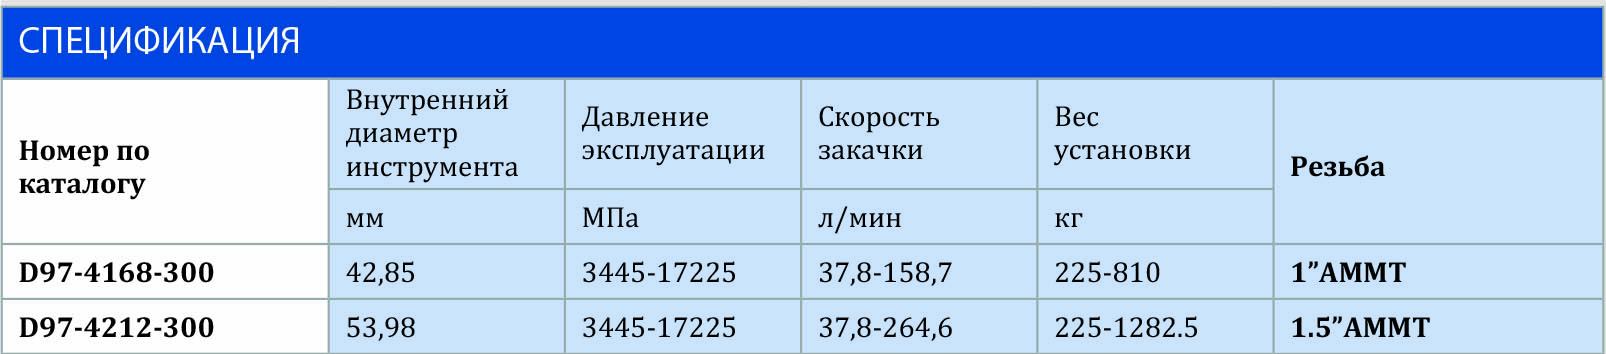 СПЕЦИФИКАЦИЯ
Номер по
каталогу
Внутренний
диаметр
инструмента
Давление
эксплуатации
Скорость
закачки
Вес
установки
Резьба
мм
МПа
л/мин
кг
D97-4168-300
42,85
3445-17225
37,8-158,7
225-810
1”АММТ
D97-4212-300
53,98
3445-17225
37,8-264,6
225-1282.5
1.5”АММТ